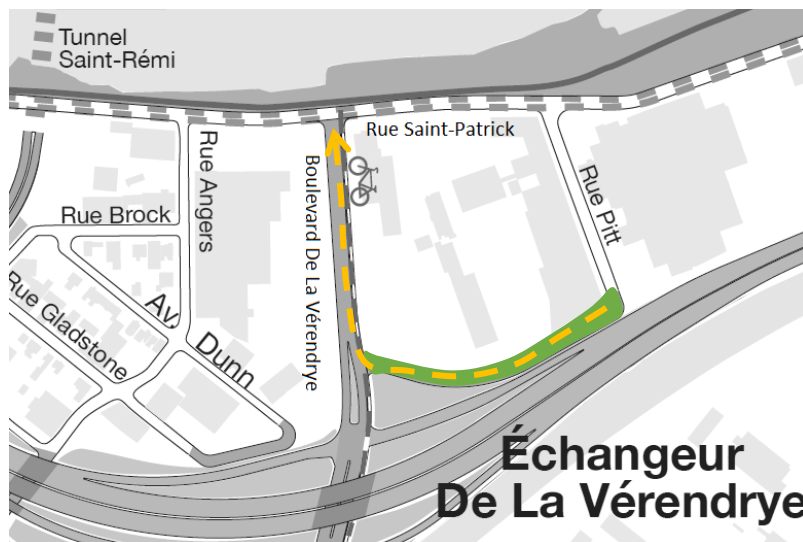 Tunnel
Saint-Rémi
Rue Saint-Patrick
Rue Angers
Boulevard De La Vérendrye
Rue Pitt
Rue Brock
Rue Gladstone
Av. Dunn
Échangeur
De La Vérendrye